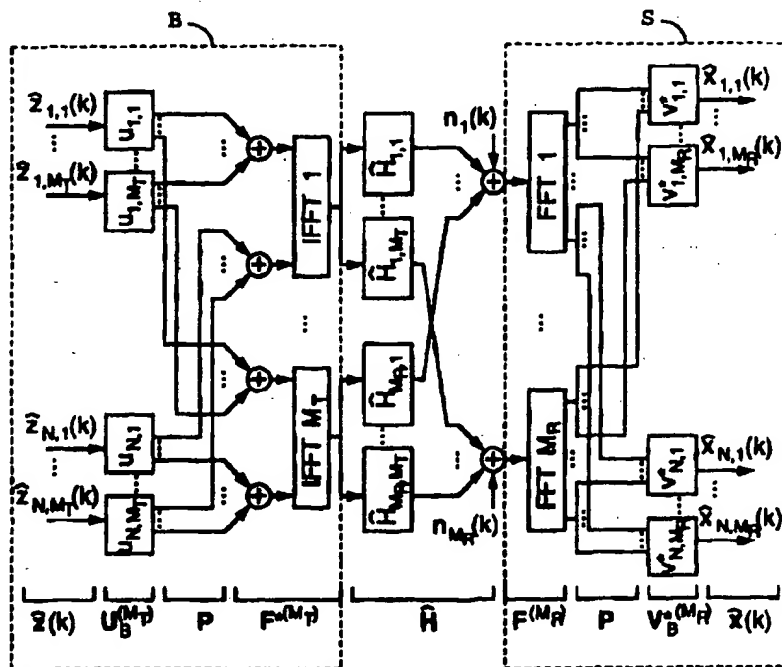 B
S
ẑ1,1(k)
u1,1
ẑ1,MT(k)
u1,MT
ẑN,1(k)
uN,1
ẑN,MT(k)
uN,MT
IFFT 1
IFFT MT
Ĥ1,1
Ĥ1,MT
ĤMR,1
ĤMR,MT
n1(k)
nMR(k)
FFT 1
FFT MR
V*1,1
V*1,MR
V*N,1
V*N,MR
x̂1,1(k)
x̂1,MR(k)
x̂N,1(k)
x̂N,MR(k)
ẑ(k) UB(MT) P F*(MT) Ĥ F(MR) P VB*(MR) x̂(k)